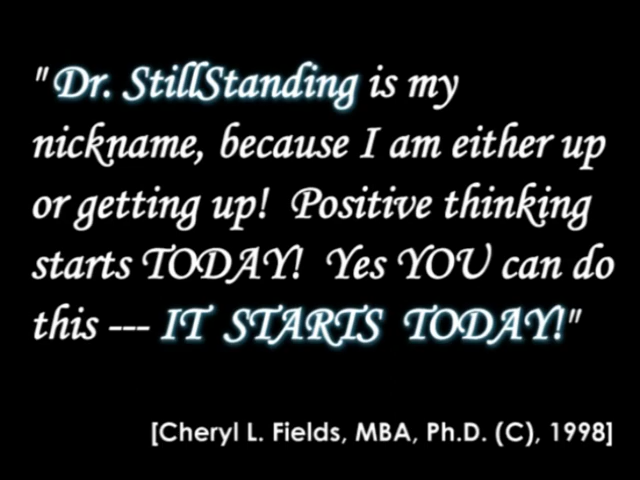 "Dr. StillStanding is my
nickname, because I am either up
or getting up!  Positive thinking
starts TODAY!  Yes YOU can do
this --- IT STARTS TODAY!"
[Cheryl L. Fields, MBA, Ph.D. (C), 1998]